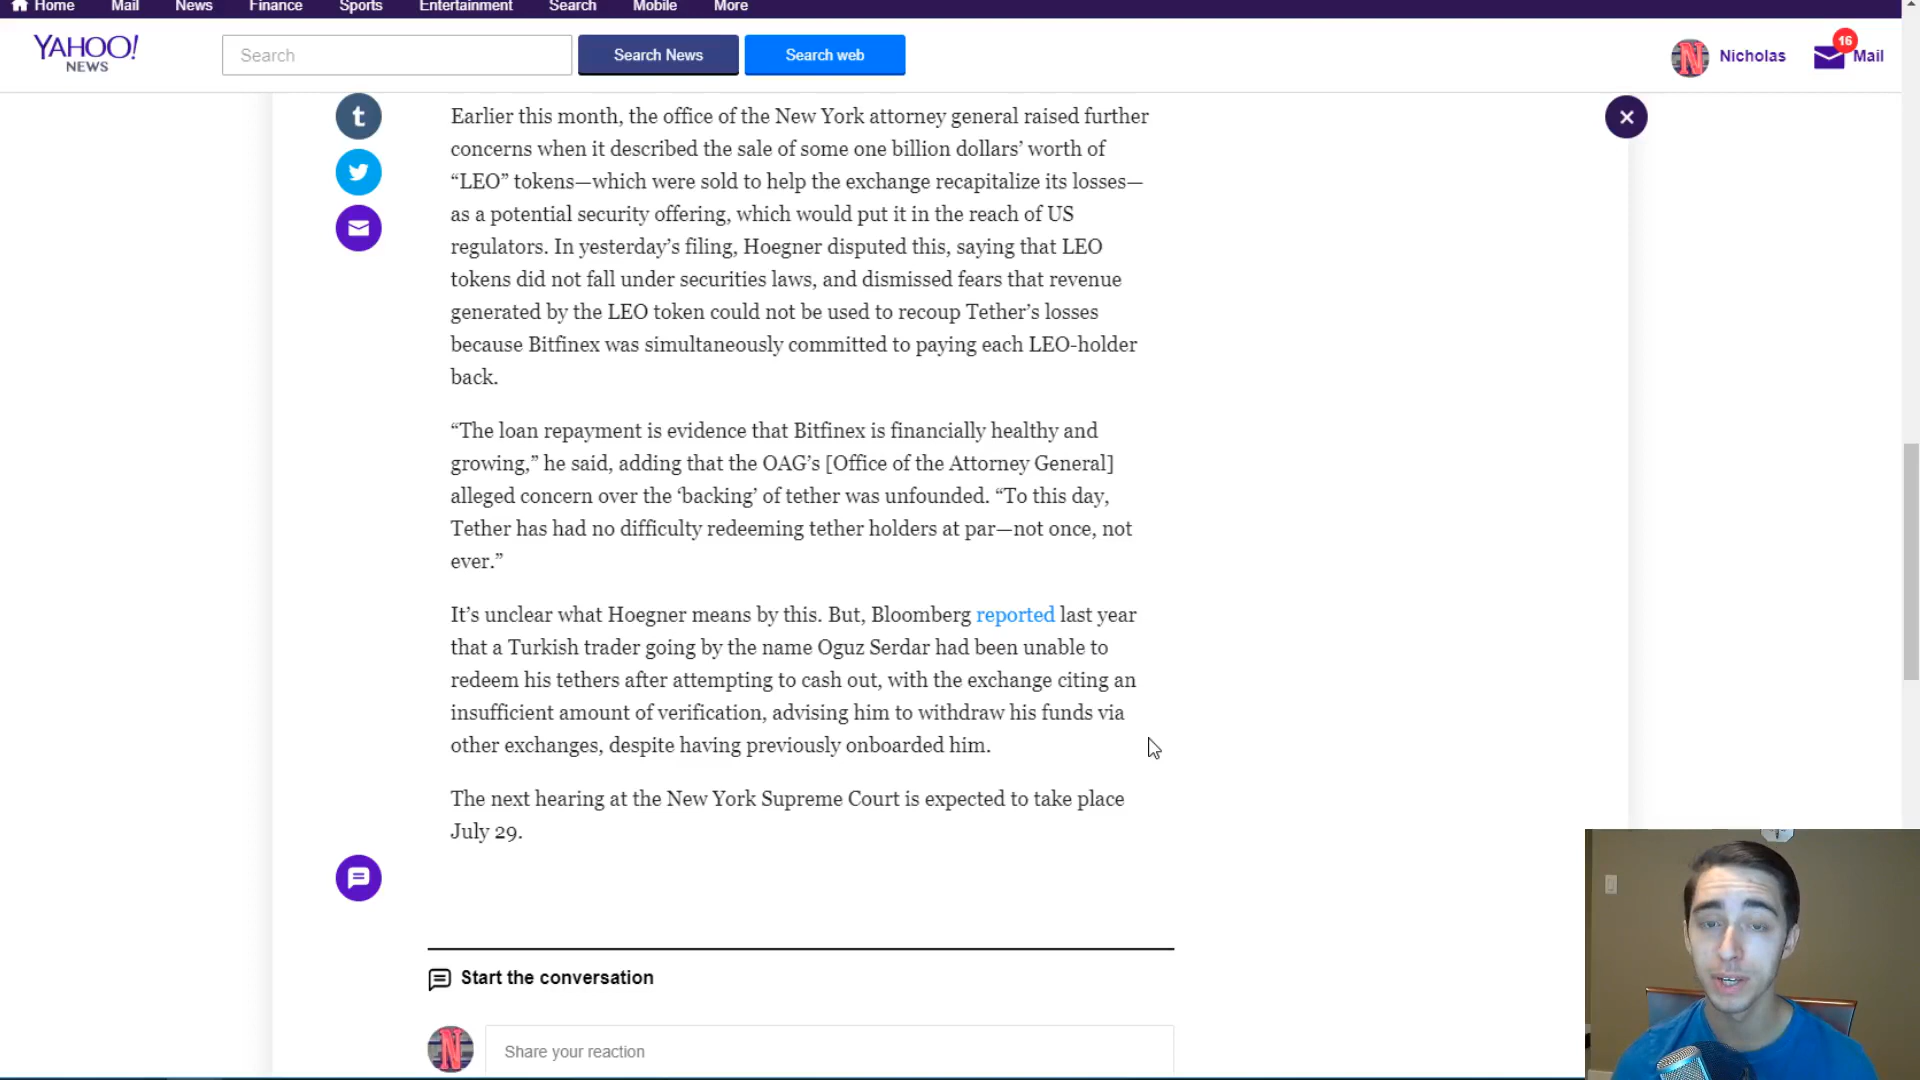 Home Mail News Finance Sports Entertainment Search Mobile More
YAHOO!
NEWS
Search
Search News
Search web
N
Nicholas
16
Mail
t
Earlier this month, the office of the New York attorney general raised further
concerns when it described the sale of some one billion dollars’ worth of
“LEO” tokens—which were sold to help the exchange recapitalize its losses—
as a potential security offering, which would put it in the reach of US
regulators. In yesterday’s filing, Hoegner disputed this, saying that LEO
tokens did not fall under securities laws, and dismissed fears that revenue
generated by the LEO token could not be used to recoup Tether’s losses
because Bitfinex was simultaneously committed to paying each LEO-holder
back.
“The loan repayment is evidence that Bitfinex is financially healthy and
growing,” he said, adding that the OAG’s [Office of the Attorney General]
alleged concern over the ‘backing’ of tether was unfounded. “To this day,
Tether has had no difficulty redeeming tether holders at par—not once, not
ever.”
It’s unclear what Hoegner means by this. But, Bloomberg reported last year
that a Turkish trader going by the name Oguz Serdar had been unable to
redeem his tethers after attempting to cash out, with the exchange citing an
insufficient amount of verification, advising him to withdraw his funds via
other exchanges, despite having previously onboarded him.
The next hearing at the New York Supreme Court is expected to take place
July 29.
Start the conversation
N
Share your reaction